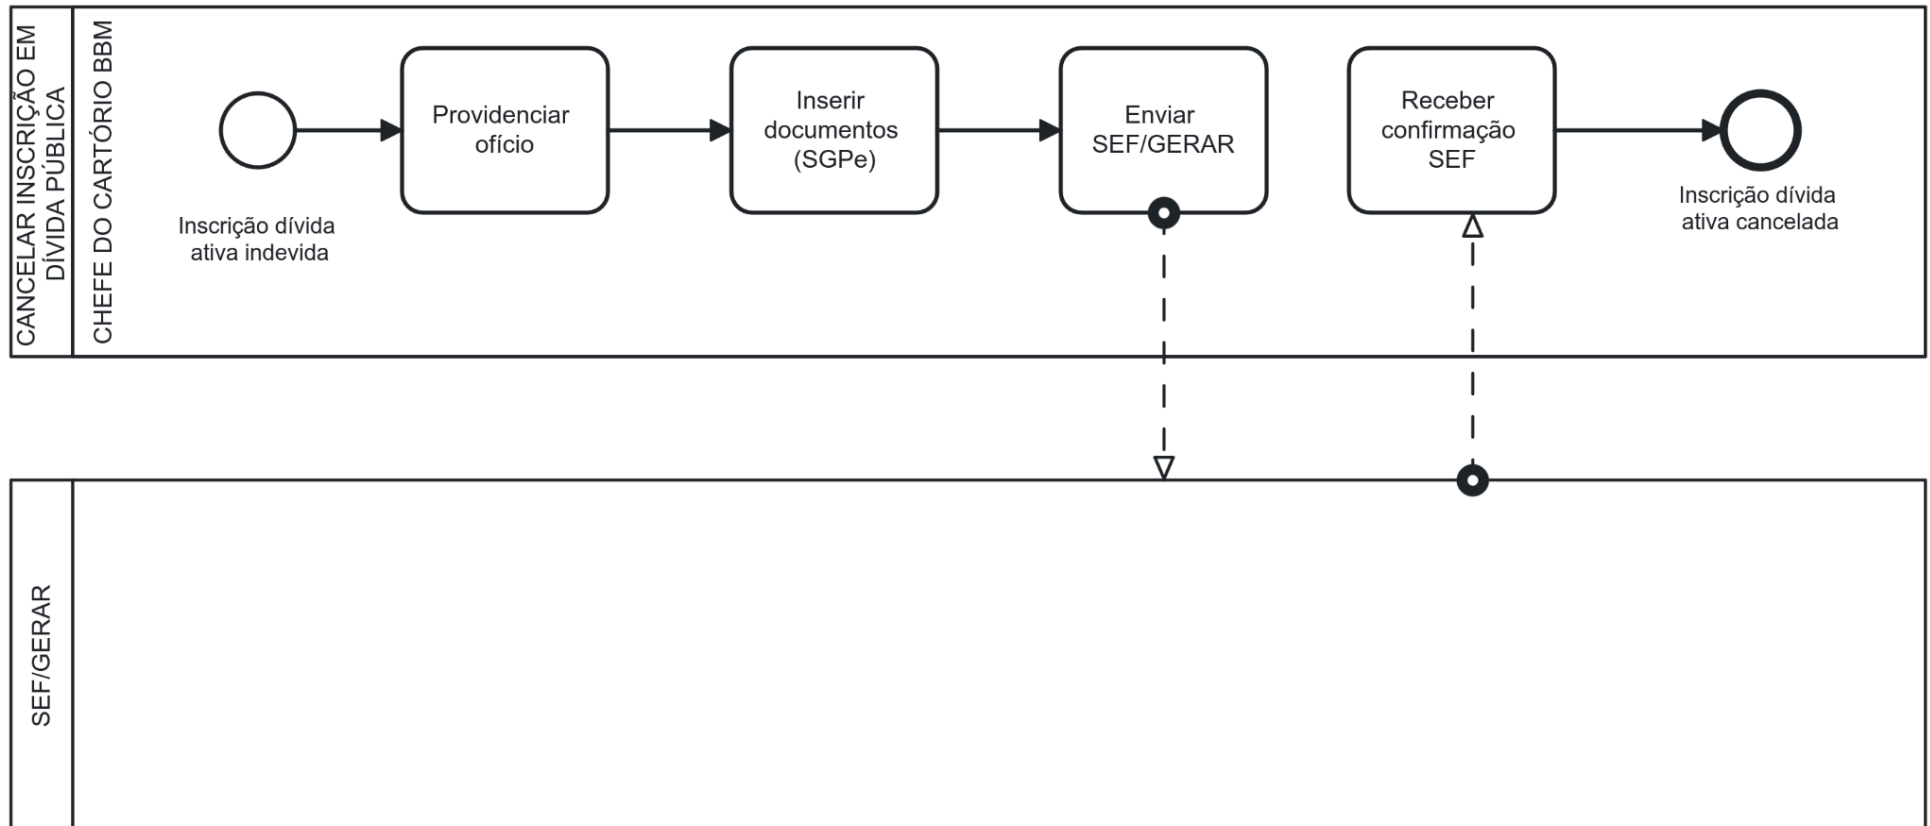 CANCELAR INSCRIÇÃO EM
DÍVIDA PÚBLICA
CHEFE DO CARTÓRIO BBM
Inscrição dívida
ativa indevida
Providenciar
ofício
Inserir
documentos
(SGPe)
Enviar
SEF/GERAR
Receber
confirmação
SEF
Inscrição dívida
ativa cancelada
SEF/GERAR